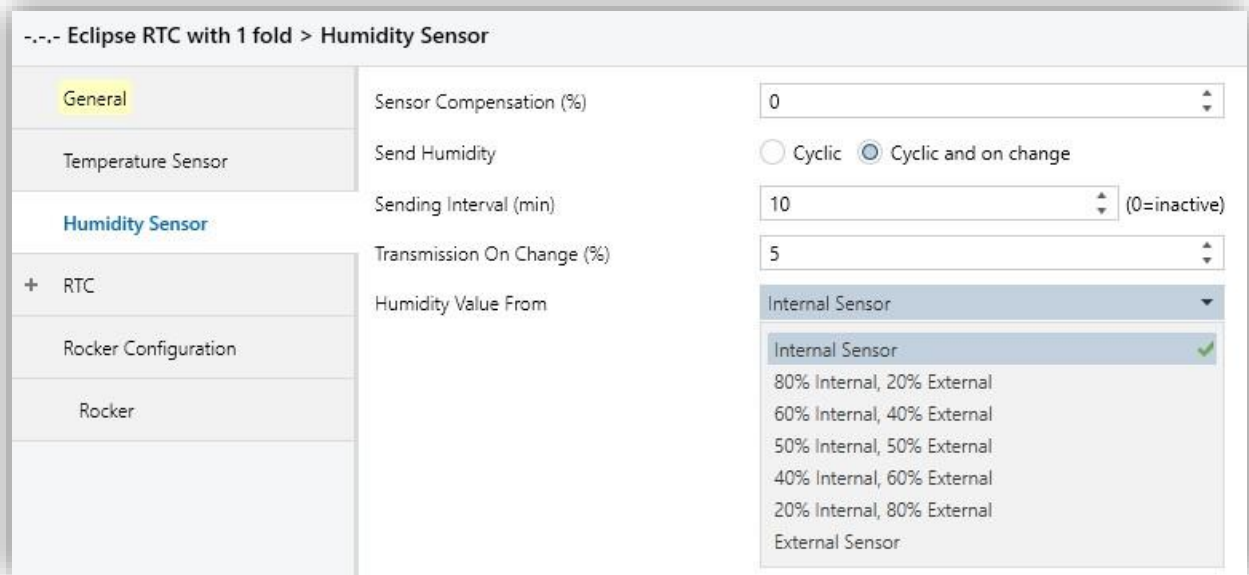 -.-.- Eclipse RTC with 1 fold > Humidity Sensor
General
Temperature Sensor
Humidity Sensor
+ RTC
Rocker Configuration
Rocker
Sensor Compensation (%) 0
Send Humidity Cyclic Cyclic and on change
Sending Interval (min) 10 (0=inactive)
Transmission On Change (%) 5
Humidity Value From Internal Sensor
Internal Sensor
80% Internal, 20% External
60% Internal, 40% External
50% Internal, 50% External
40% Internal, 60% External
20% Internal, 80% External
External Sensor